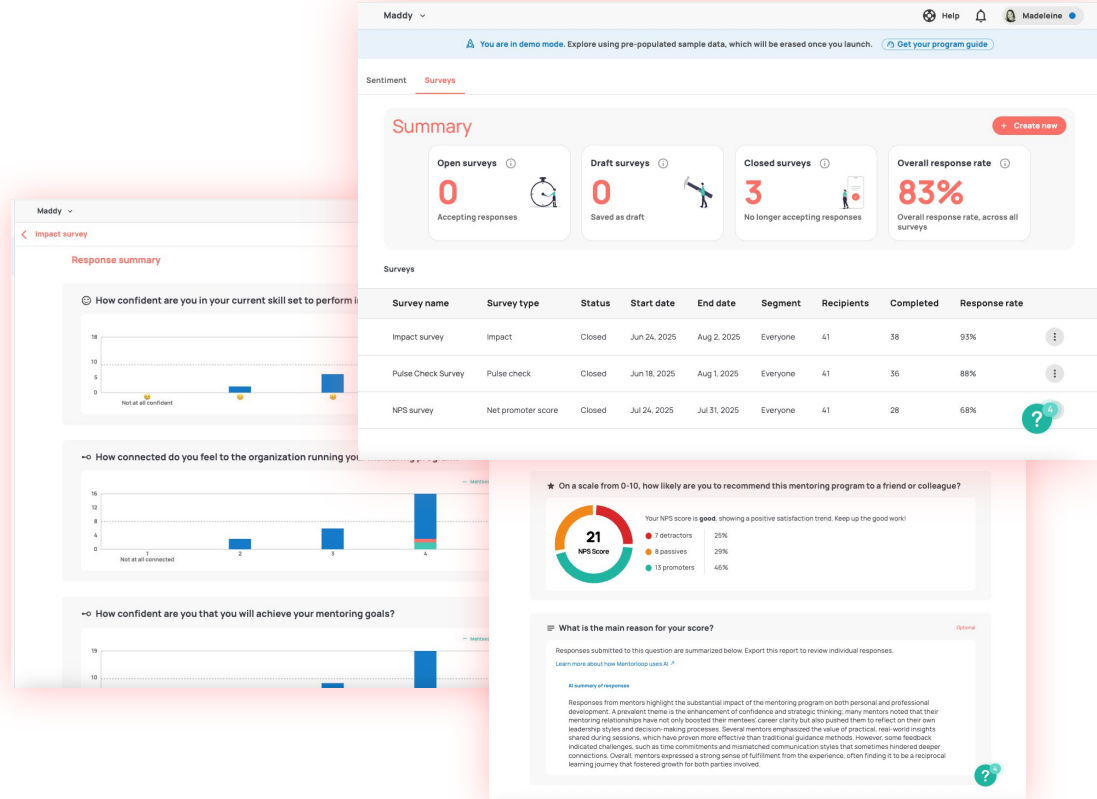 Maddy
Help
Madeleine
You are in demo mode. Explore using pre-populated sample data, which will be erased once you launch. Get your program guide
Sentiment Surveys
Summary
+ Create new
Open surveys
0
Accepting responses
Draft surveys
0
Saved as draft
Closed surveys
3
No longer accepting responses
Overall response rate
83%
Overall response rate, across all
surveys
Surveys
Survey name Survey type Status Start date End date Segment Recipients Completed Response rate
Impact survey Impact Closed Jun 24, 2025 Aug 2, 2025 Everyone 41 38 93%
Pulse Check Survey Pulse check Closed Jun 18, 2025 Aug 1, 2025 Everyone 41 36 88%
NPS survey Net promoter score Closed Jul 24, 2025 Jul 31, 2025 Everyone 41 28 68%
? 4
Maddy
Impact survey
Response summary
How confident are you in your current skill set to perform
18
10
5
0
Not at all confident
How connected do you feel to the organization running
16
12
8
4
0
1 2 3 4
Not at all connected
How confident are you that you will achieve your mentoring goals?
19
10
On a scale from 0-10, how likely are you to recommend this mentoring program to a friend or colleague?
21
NPS Score
Your NPS score is good, showing a positive satisfaction trend. Keep up the good work!
7 detractors 25%
8 passives 29%
13 promoters 46%
What is the main reason for your score?
Optional
Responses submitted to this question are summarized below. Export this report to review individual responses.
Learn more about how Mentorloop uses AI ↗
AI summary of responses
Responses from mentors highlight the substantial impact of the mentoring program on both personal and professional
development. A prevalent theme is the enhancement of confidence and strategic thinking; many mentors noted that their
mentoring relationships have not only boosted their mentees' career clarity but also pushed them to reflect on their own
leadership styles and decision-making processes. Several mentors emphasized the value of practical, real-world insights
shared during sessions, which have proven more effective than traditional guidance methods. However, some feedback
indicated challenges, such as time commitments and mismatched communication styles that sometimes hindered deeper
connections. Overall, mentors expressed a strong sense of fulfillment from the experience, often finding it to be a reciprocal
learning journey that fostered growth for both parties involved.
? 4